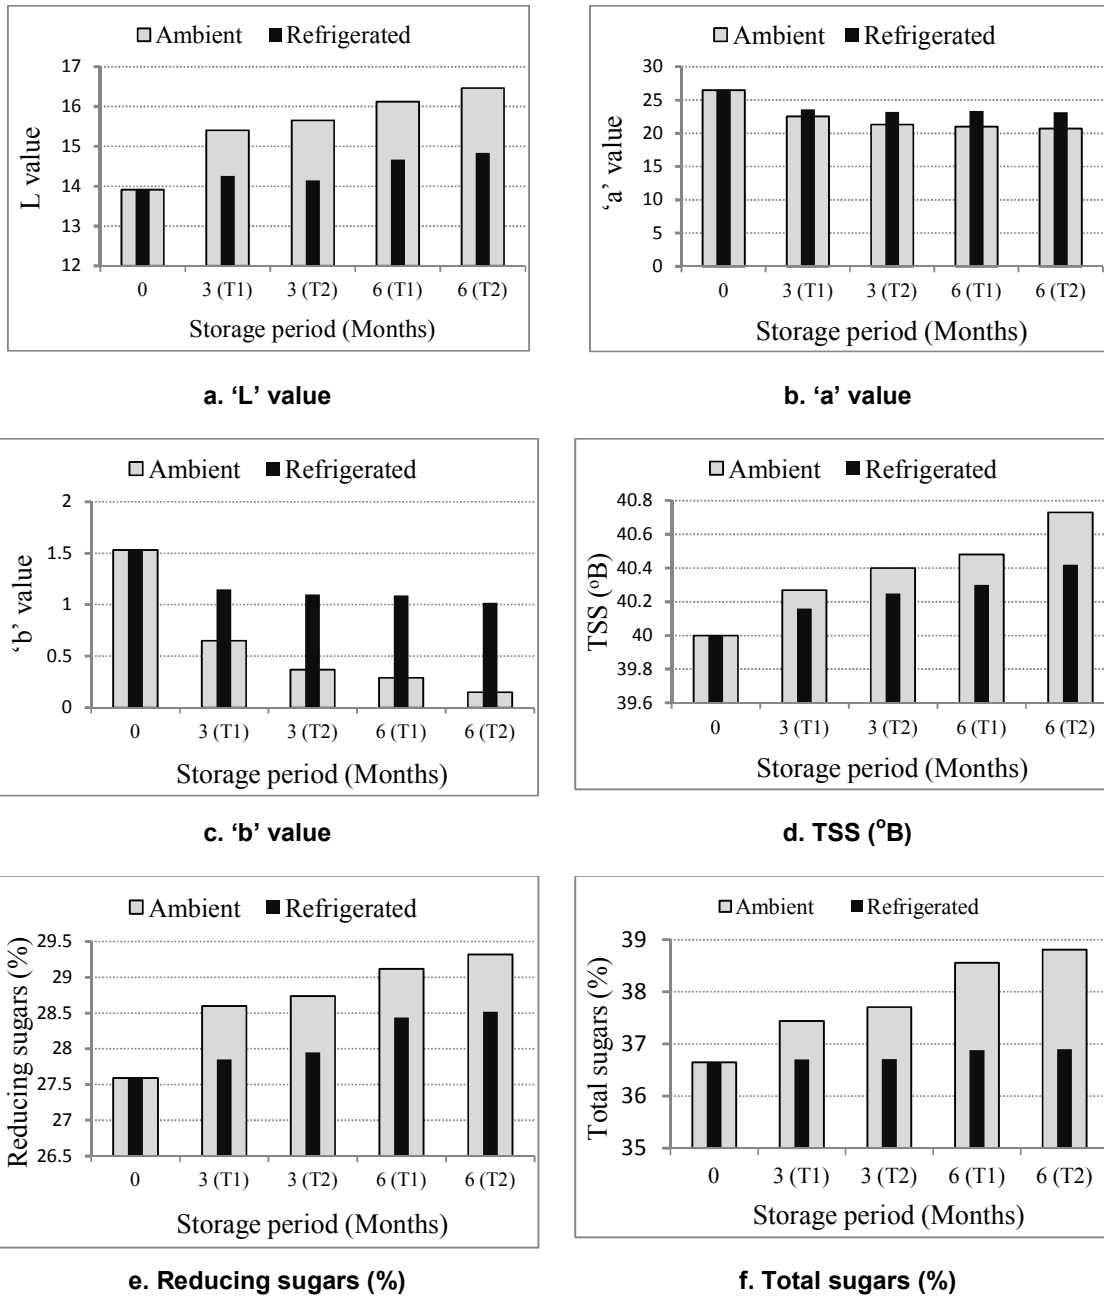 Ambient Refrigerated
17
16
15
14
13
12
L value
0 3 (T1) 3 (T2) 6 (T1) 6 (T2)
Storage period (Months)
a. ‘L’ value
Ambient Refrigerated
30
25
20
15
10
5
0
‘a’ value
0 3 (T1) 3 (T2) 6 (T1) 6 (T2)
Storage period (Months)
b. ‘a’ value
Ambient Refrigerated
2
1.5
1
0.5
0
‘b’ value
0 3 (T1) 3 (T2) 6 (T1) 6 (T2)
Storage period (Months)
c. ‘b’ value
Ambient Refrigerated
40.8
40.6
40.4
40.2
40
39.8
39.6
TSS (ºB)
0 3 (T1) 3 (T2) 6 (T1) 6 (T2)
Storage period (Months)
d. TSS (ºB)
Ambient Refrigerated
29.5
29
28.5
28
27.5
27
26.5
Reducing sugars (%)
0 3 (T1) 3 (T2) 6 (T1) 6 (T2)
Storage period (Months)
e. Reducing sugars (%)
Ambient Refrigerated
39
38
37
36
35
Total sugars (%)
0 3 (T1) 3 (T2) 6 (T1) 6 (T2)
Storage period (Months)
f. Total sugars (%)